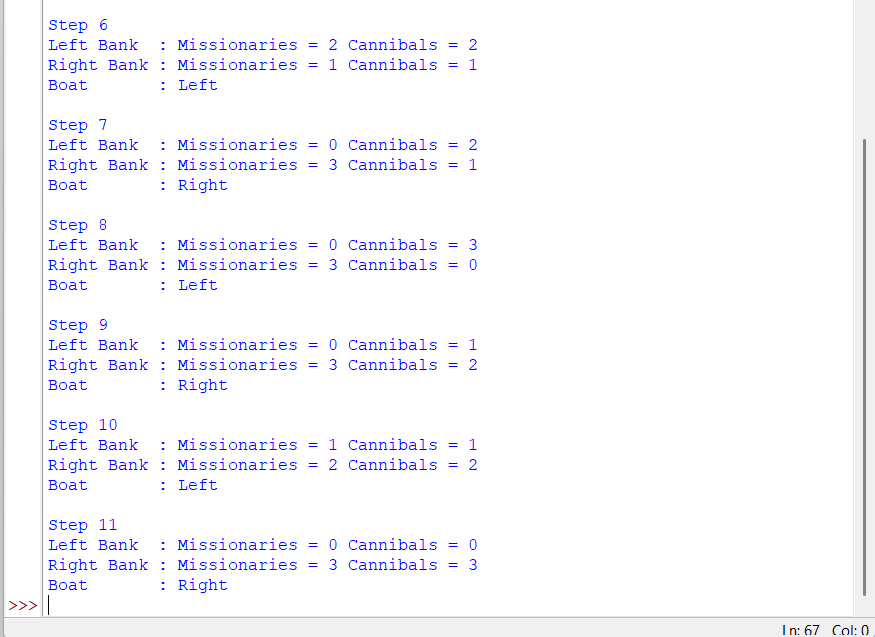 Step 6
Left Bank  : Missionaries = 2 Cannibals = 2
Right Bank : Missionaries = 1 Cannibals = 1
Boat       : Left
Step 7
Left Bank  : Missionaries = 0 Cannibals = 2
Right Bank : Missionaries = 3 Cannibals = 1
Boat       : Right
Step 8
Left Bank  : Missionaries = 0 Cannibals = 3
Right Bank : Missionaries = 3 Cannibals = 0
Boat       : Left
Step 9
Left Bank  : Missionaries = 0 Cannibals = 1
Right Bank : Missionaries = 3 Cannibals = 2
Boat       : Right
Step 10
Left Bank  : Missionaries = 1 Cannibals = 1
Right Bank : Missionaries = 2 Cannibals = 2
Boat       : Left
Step 11
Left Bank  : Missionaries = 0 Cannibals = 0
Right Bank : Missionaries = 3 Cannibals = 3
Boat       : Right
>>>
Ln: 67 Col: 0